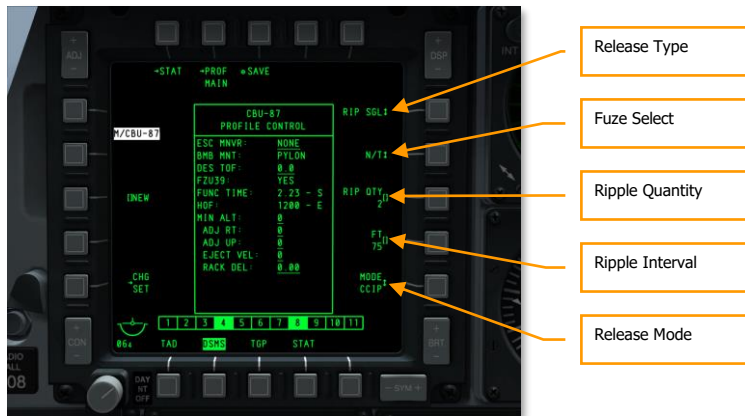 ADJ
DSP
INT
→STAT →PROF ⊕SAVE
MAIN
M/CBU-87
CBU-87
PROFILE CONTROL
RIP SGL↕
ESC MNVR: NONE
BMB MNT: PYLON
N/T↕
DES TOF: 0.0
FZU39: YES
[]NEW
FUNC TIME: 2.23 - S
RIP QTY
2[]
HOF: 1200 - E
MIN ALT: 0
ADJ RT: 0
ADJ UP: 0
FT
75[]
EJECT VEL: 0
RACK DEL: 0.00
→CHG
SET
MODE↕
CCIP
1 2 3 4 5 6 7 8 9 10 11
CON
BRT
TAD DSMS TGP STAT
DAY
NT
OFF
- SYM +
08
Release Type
Fuze Select
Ripple Quantity
Ripple Interval
Release Mode